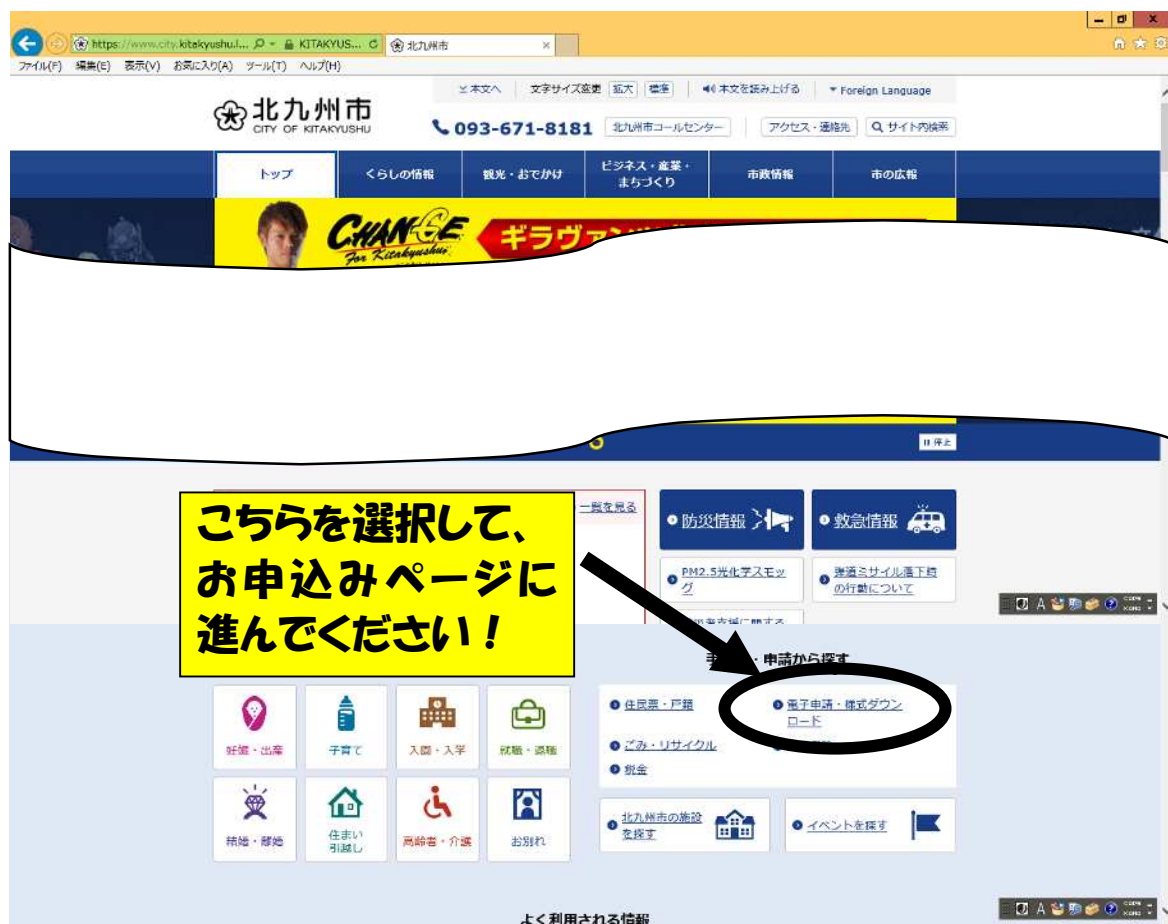 https://www.city.kitakyushu.l...
KITAKYUS...
北九州市
ファイル(F) 編集(E) 表示(V) お気に入り(A) ツール(T) ヘルプ(H)
本文へ 文字サイズ変更 拡大 標準 本文を読み上げる Foreign Language
北九州市
CITY OF KITAKYUSHU
093-671-8181 北九州市コールセンター アクセス・連絡先 サイト内検索
トップ くらしの情報 観光・おでかけ ビジネス・産業・
まちづくり 市政情報 市の広報
CHANGE
For Kitakyushu
ギラヴ
停止
こちらを選択して、
お申込みページに
進んでください!
一覧を見る
防災情報 救急情報
PM2.5光化学スモッ
グ
弾道ミサイル落下時
の行動について
・申請から探す
妊娠・出産 子育て 入園・入学 就職・退職
住民票・戸籍
電子申請・様式ダウン
ロード
ごみ・リサイクル
税金
結婚・離婚 住まい
引越し 高齢者・介護 お別れ
北九州市の施設
を探す
イベントを探す
よく利用される情報